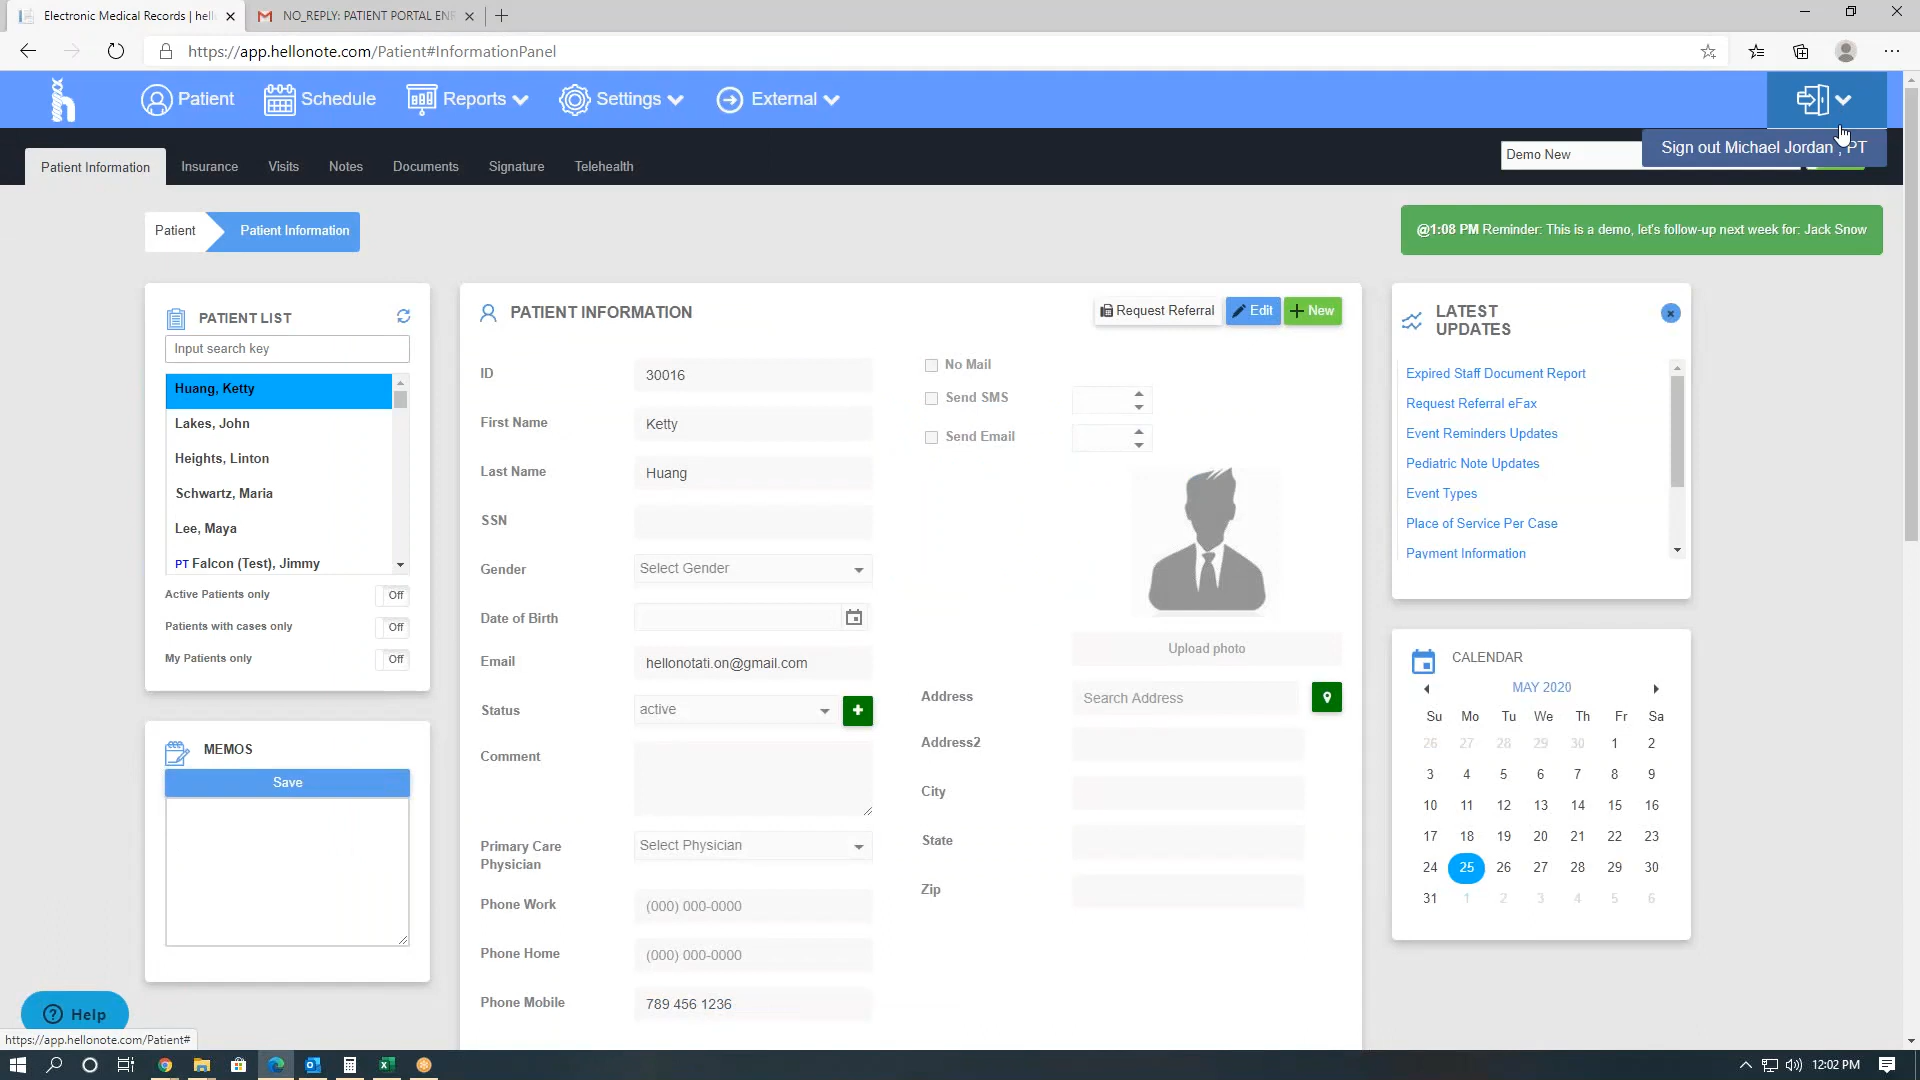 Electronic Medical Records | hell
NO_REPLY: PATIENT PORTAL ENR
https://app.hellonote.com/Patient#InformationPanel
Patient
Schedule
Reports
Settings
External
Sign out Michael Jordan , PT
Patient Information
Insurance
Visits
Notes
Documents
Signature
Telehealth
Demo New
Patient
Patient Information
@1:08 PM Reminder: This is a demo, let's follow-up next week for: Jack Snow
PATIENT LIST
Input search key
Huang, Ketty
Lakes, John
Heights, Linton
Schwartz, Maria
Lee, Maya
PT Falcon (Test), Jimmy
Active Patients only
Off
Patients with cases only
Off
My Patients only
Off
MEMOS
Save
PATIENT INFORMATION
Request Referral
Edit
New
ID
30016
First Name
Ketty
Last Name
Huang
SSN
Gender
Select Gender
Date of Birth
Email
hellonotati.on@gmail.com
Status
active
Comment
Primary Care
Physician
Select Physician
Phone Work
(000) 000-0000
Phone Home
(000) 000-0000
Phone Mobile
789 456 1236
No Mail
Send SMS
Send Email
Upload photo
Address
Search Address
Address2
City
State
Zip
LATEST
UPDATES
Expired Staff Document Report
Request Referral eFax
Event Reminders Updates
Pediatric Note Updates
Event Types
Place of Service Per Case
Payment Information
CALENDAR
MAY 2020
Su Mo Tu We Th Fr Sa
26 27 28 29 30 1 2
3 4 5 6 7 8 9
10 11 12 13 14 15 16
17 18 19 20 21 22 23
24 25 26 27 28 29 30
31 1 2 3 4 5 6
? Help
https://app.hellonote.com/Patient#
12:02 PM